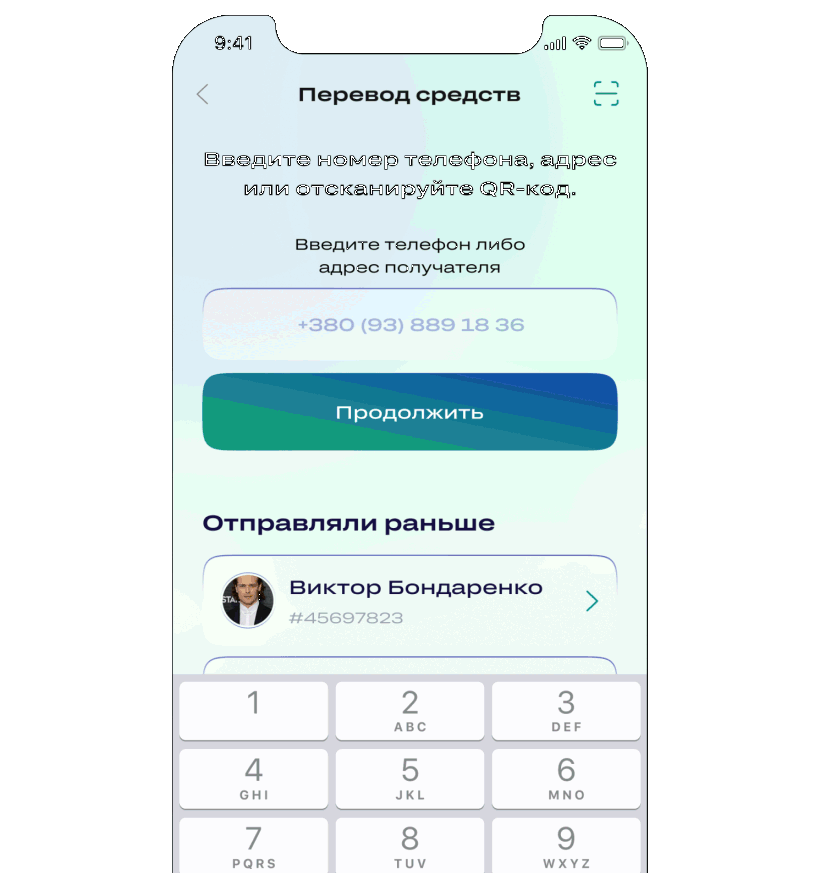 9:41
Перевод средств
Введите номер телефона, адрес
или отсканируйте QR-код.
Введите телефон либо
адрес получателя
+380 (93) 889 18 36
Продолжить
Отправляли раньше
STA
Виктор Бондаренко
#45697823
1 2 3
ABC DEF
4 5 6
GHI JKL MNO
7 8 9
PQRS TUV WXYZ